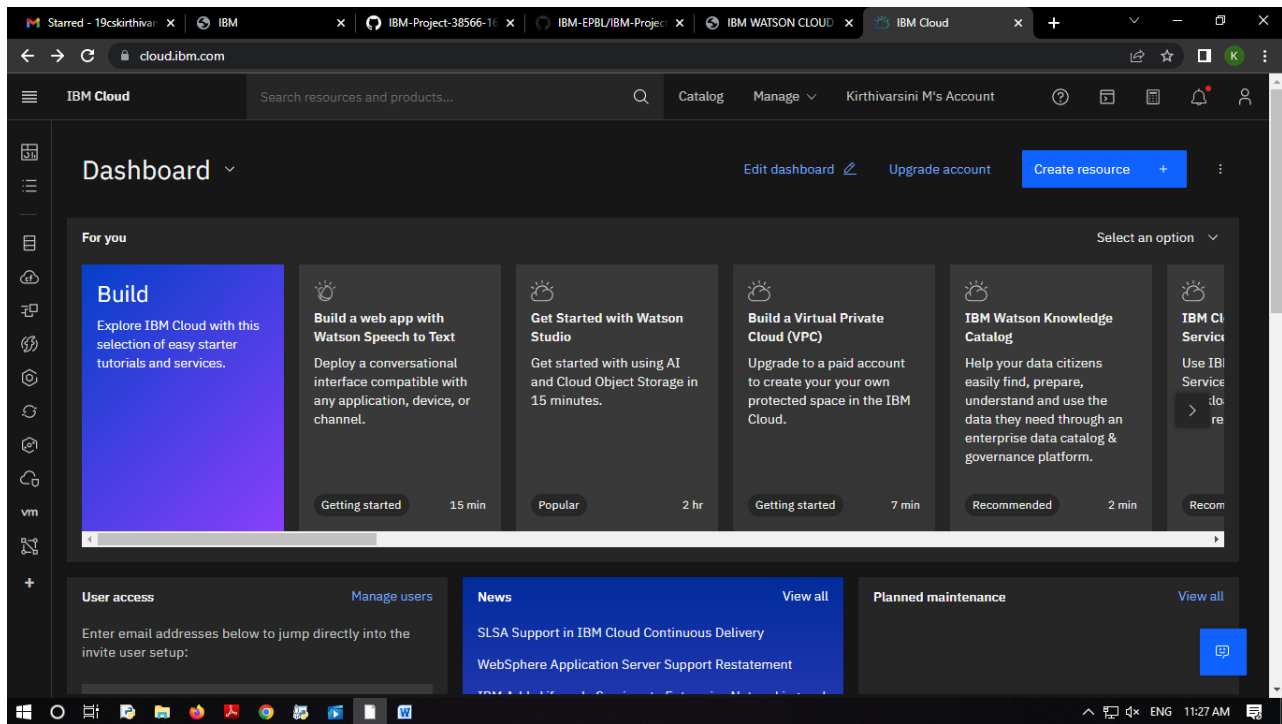 Starred - 19cskirthivar
IBM
IBM-Project-38566-16
IBM-EPBL/IBM-Projec
IBM WATSON CLOUD
IBM Cloud
cloud.ibm.com
K
IBM Cloud
Search resources and products...
Catalog
Manage
Kirthivarsini M's Account
Dashboard
Edit dashboard
Upgrade account
Create resource +
For you
Select an option
Build
Explore IBM Cloud with this
selection of easy starter
tutorials and services.
Build a web app with
Watson Speech to Text
Deploy a conversational
interface compatible with
any application, device, or
channel.
Getting started
15 min
Get Started with Watson
Studio
Get started with using AI
and Cloud Object Storage in
15 minutes.
Popular
2 hr
Build a Virtual Private
Cloud (VPC)
Upgrade to a paid account
to create your your own
protected space in the IBM
Cloud.
Getting started
7 min
IBM Watson Knowledge
Catalog
Help your data citizens
easily find, prepare,
understand and use the
data they need through an
enterprise data catalog &
governance platform.
Recommended
2 min
IBM Cl
Service
Use IBI
Service
re
Recom
vm
User access
Manage users
Enter email addresses below to jump directly into the
invite user setup:
News
View all
SLSA Support in IBM Cloud Continuous Delivery
WebSphere Application Server Support Restatement
Planned maintenance
View all
ENG
11:27 AM